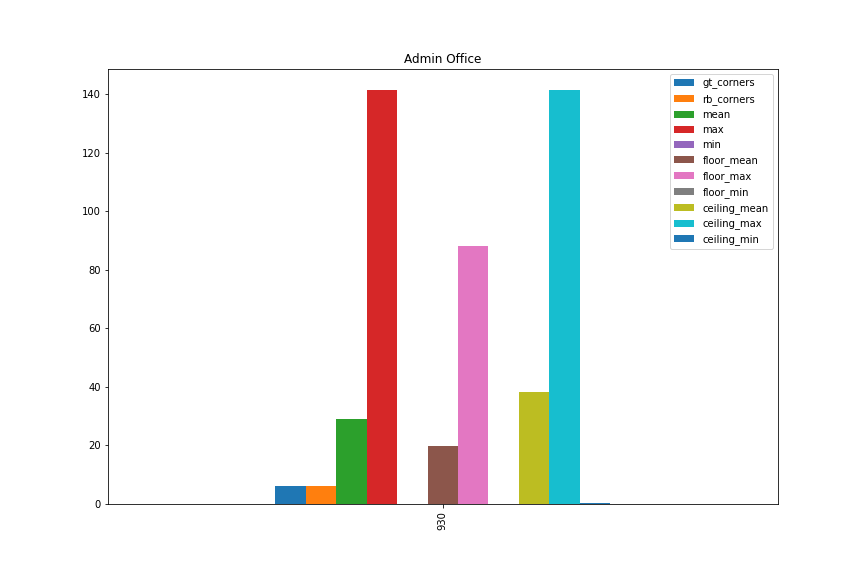 Admin Office
140
120
100
80
60
40
20
0
930
gt_corners
rb_corners
mean
max
min
floor_mean
floor_max
floor_min
ceiling_mean
ceiling_max
ceiling_min